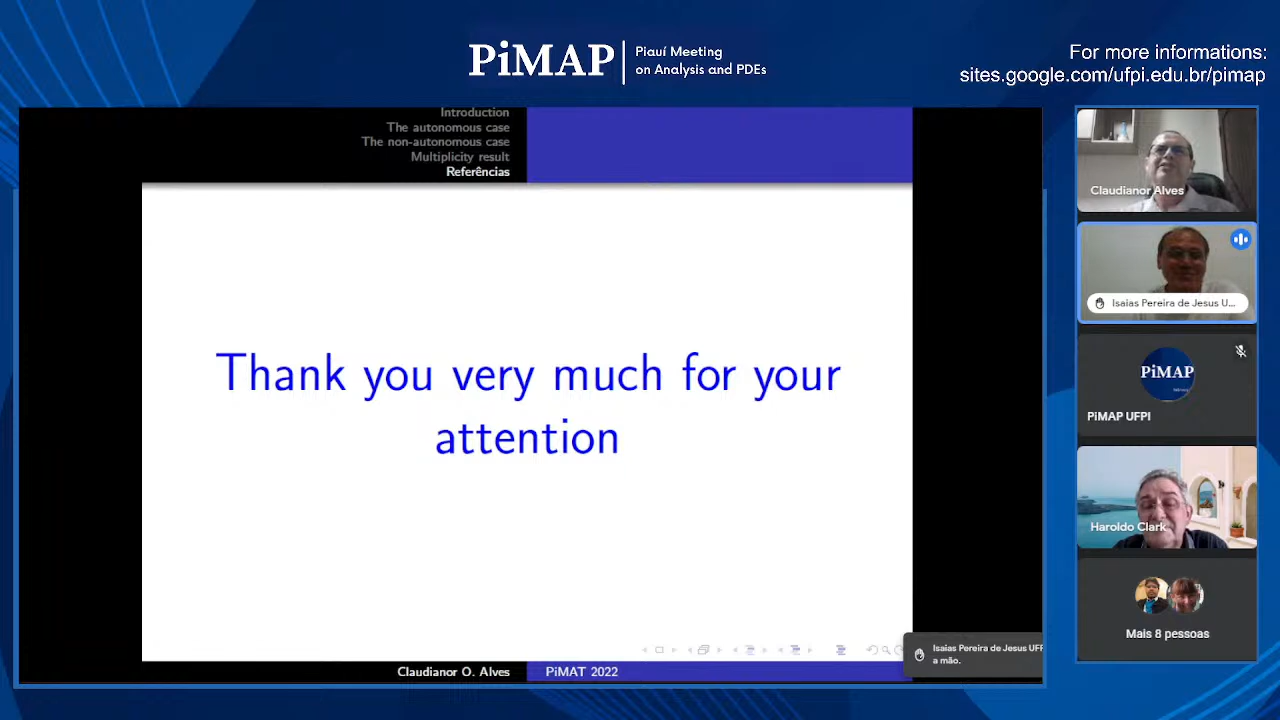 PiMAP
Piauí Meeting
on Analysis and PDEs
For more informations:
sites.google.com/ufpi.edu.br/pimap
Introduction
The autonomous case
The non-autonomous case
Multiplicity result
Referências
Thank you very much for your
attention
Claudianor O. Alves
PiMAT 2022
Isaias Pereira de Jesus UFP
a mão.
Claudianor Alves
Isaias Pereira de Jesus U...
PiMAP
PiMAP UFPI
Haroldo Clark
Mais 8 pessoas